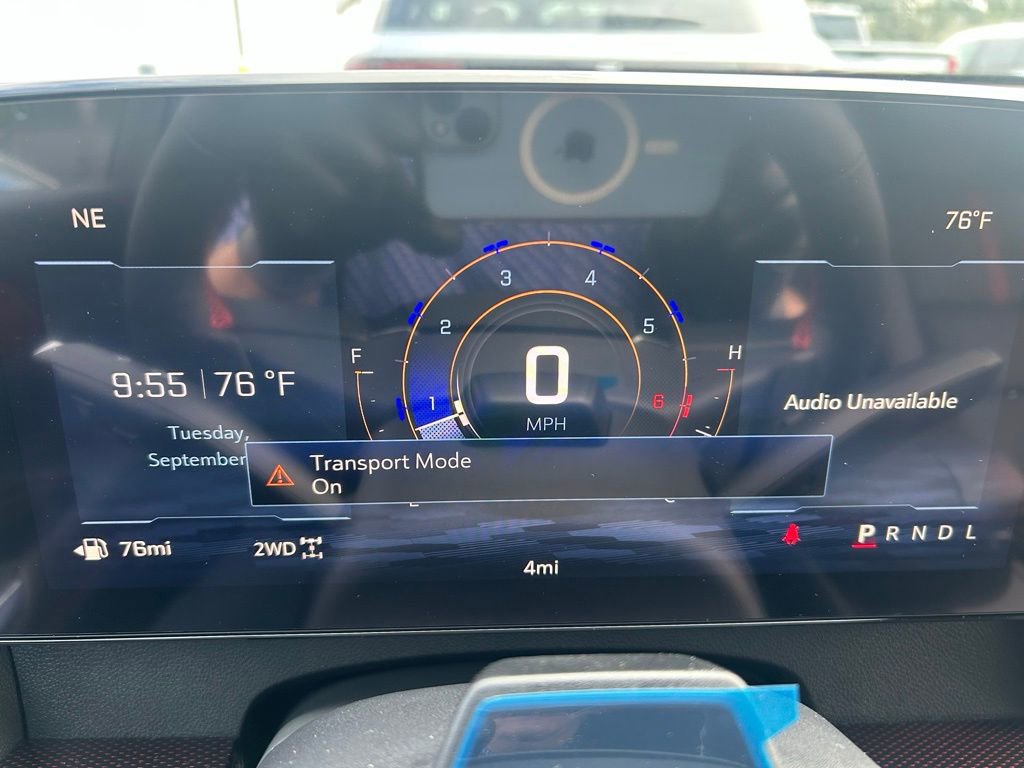 NE
76°F
3 4
2 5
F H
9:55 | 76 °F
0
1 6
Audio Unavailable
MPH
Tuesday,
September
Transport Mode
On
76mi
2WD
P R N D L
4mi